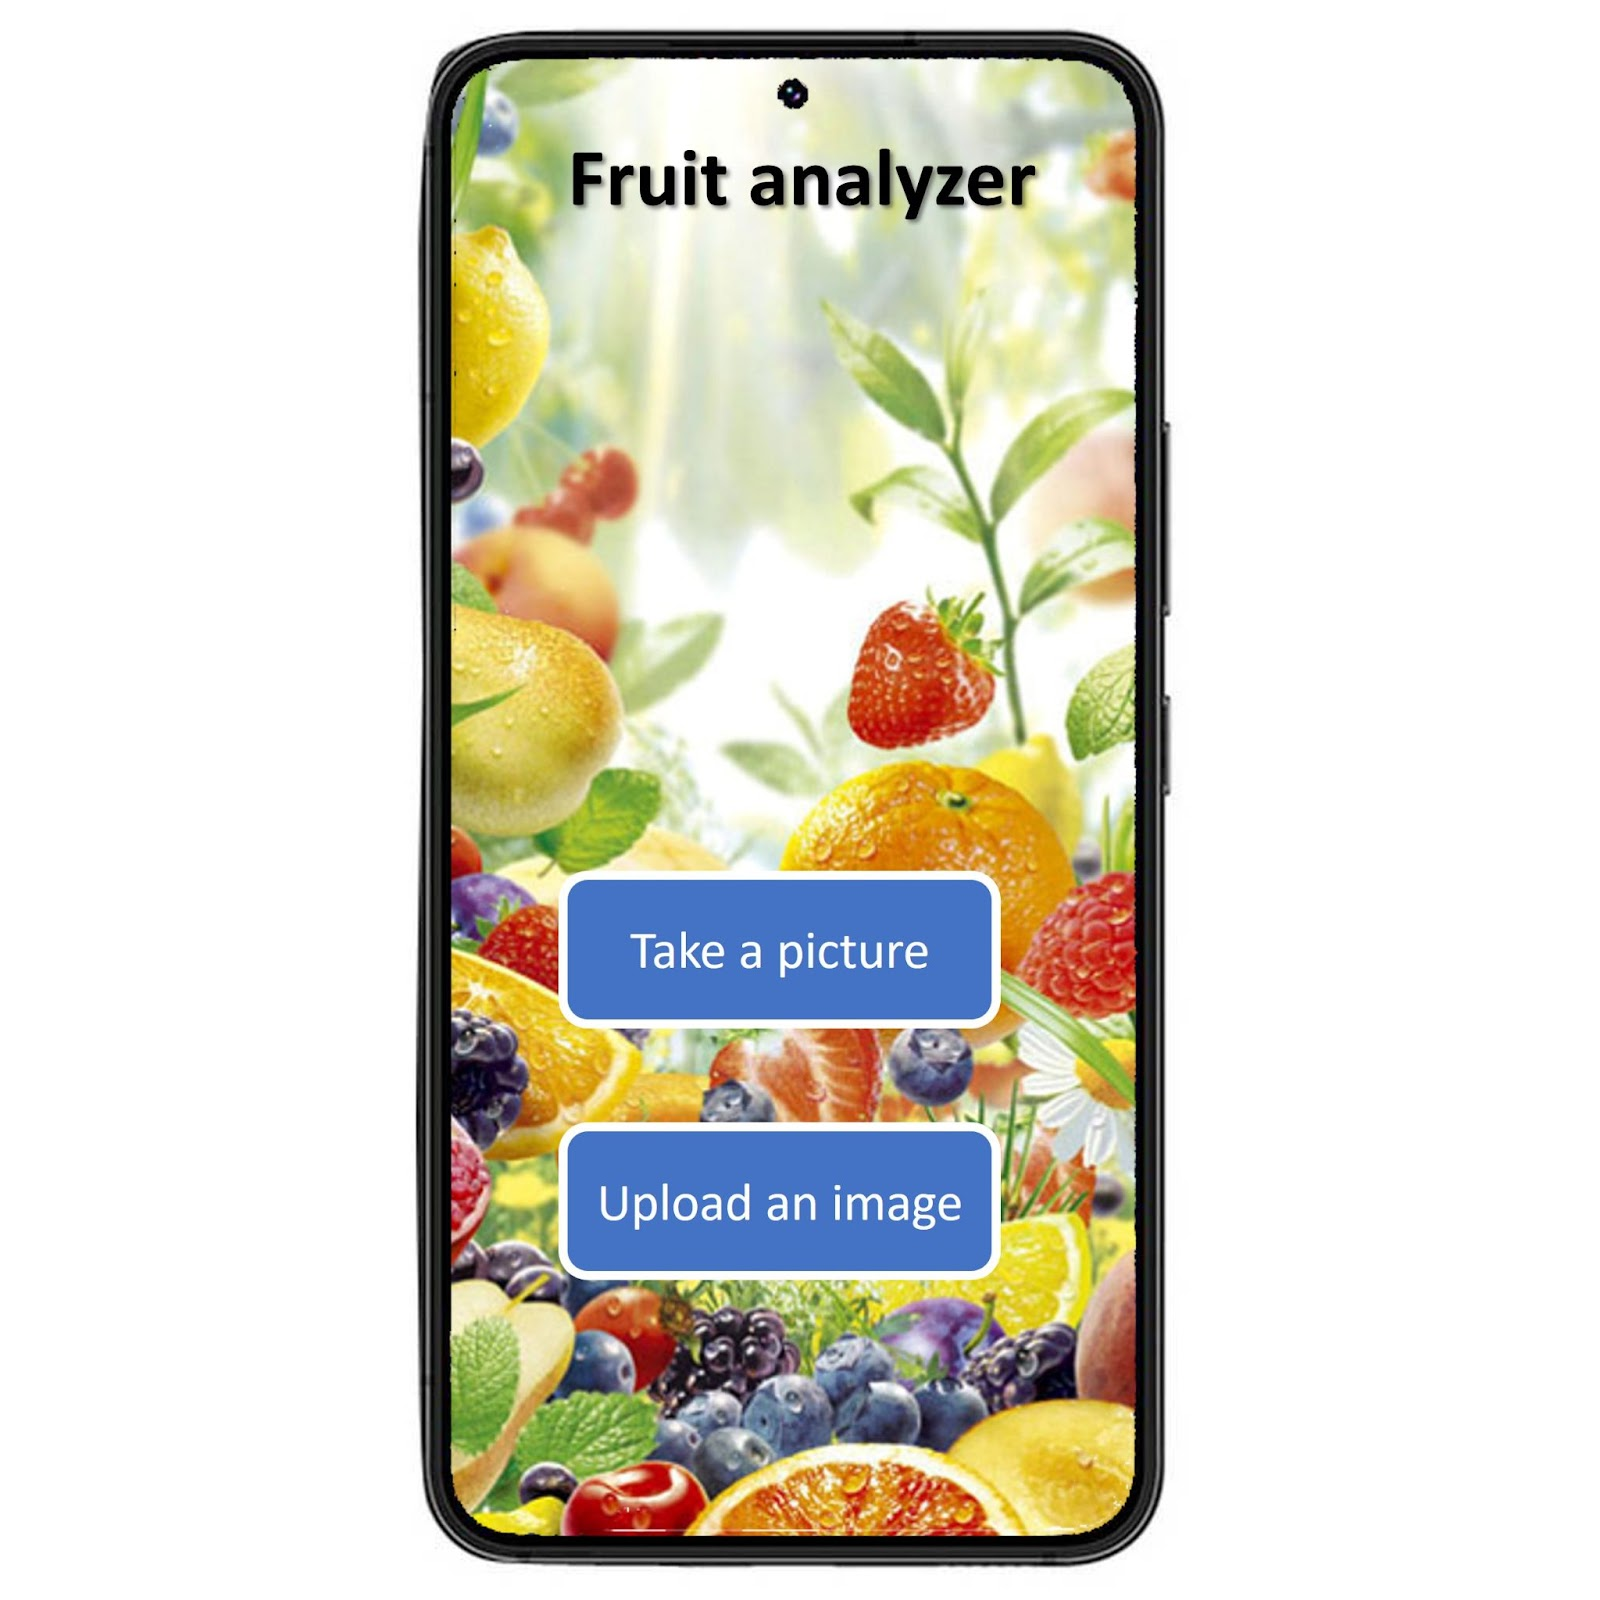 Fruit analyzer
Take a picture
Upload an image